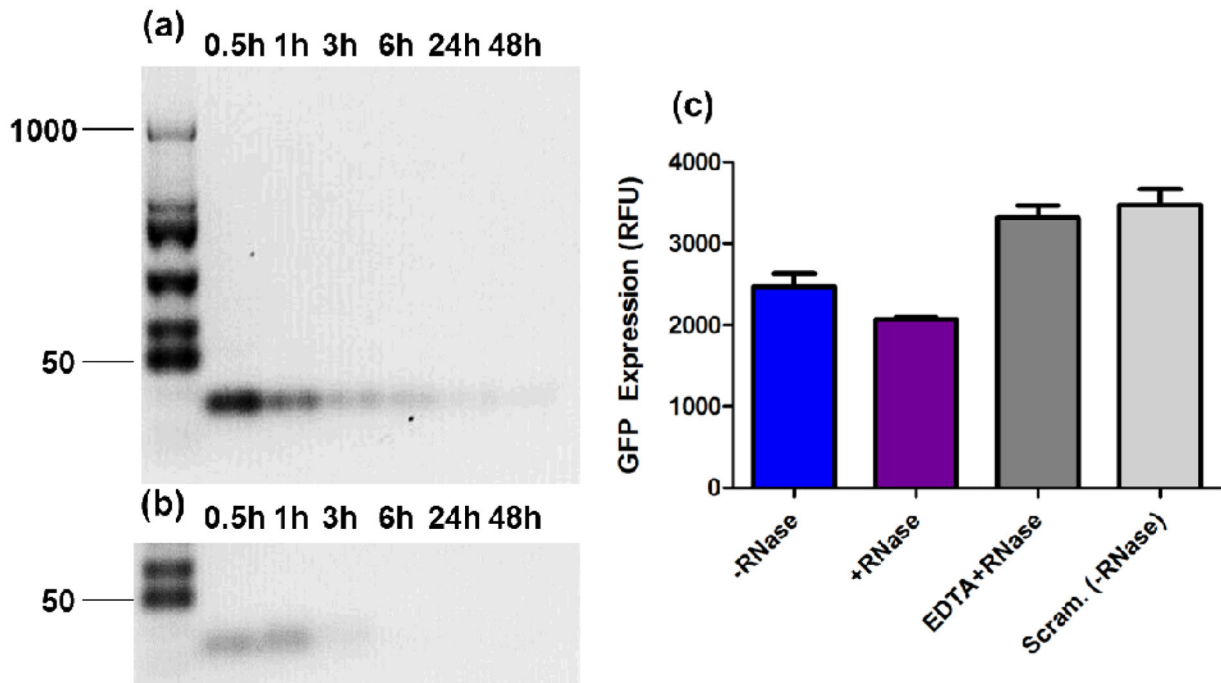 (a)
0.5h 1h 3h 6h 24h 48h
1000
50
(b)
0.5h 1h 3h 6h 24h 48h
50
(c)
GFP Expression (RFU)
4000
3000
2000
1000
0
-RNase
+RNase
EDTA+RNase
Scram. (-RNase)